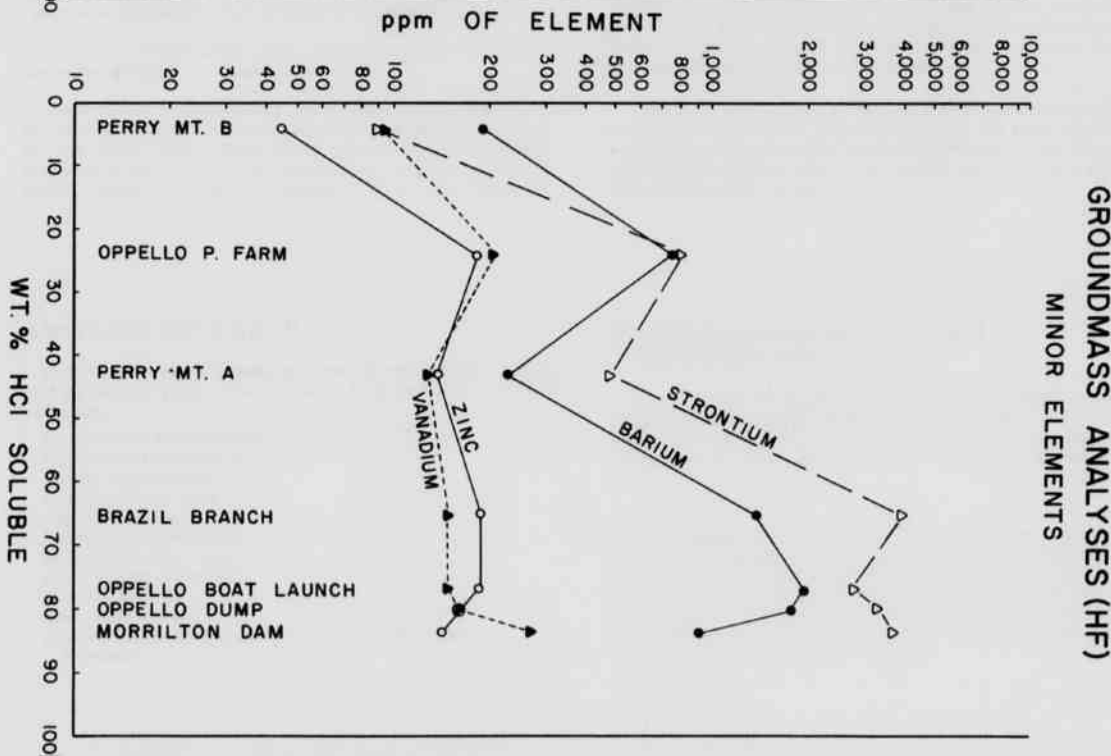 GROUNDMASS ANALYSES (HF)
MINOR ELEMENTS
ppm OF ELEMENT
10 20 30 40 50 60 80 100 200 300 400 500 600 800 1,000 2,000 3,000 4,000 5,000 6,000 8,000 10,000
0
PERRY MT. B
10
20
OPPELLO P. FARM
30
40
PERRY MT. A
50
60
BRAZIL BRANCH
70
OPPELLO BOAT LAUNCH
80
OPPELLO DUMP
MORRILTON DAM
90
100
WT. % HCl SOLUBLE
VANADIUM
ZINC
BARIUM
STRONTIUM